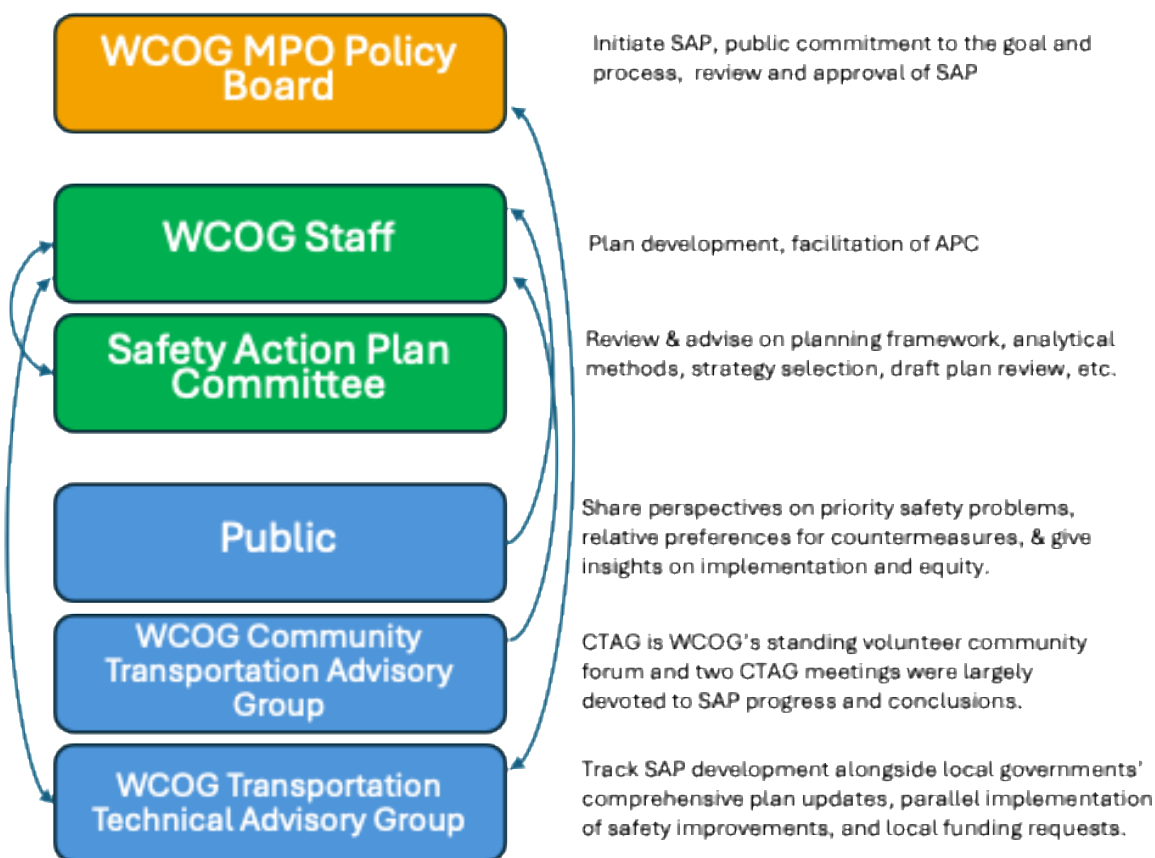 WCOG MPO Policy
Board
Initiate SAP, public commitment to the goal and
process, review and approval of SAP
WCOG Staff
Plan development, facilitation of APC
Safety Action Plan
Committee
Review & advise on planning framework, analytical
methods, strategy selection, draft plan review, etc.
Public
Share perspectives on priority safety problems,
relative preferences for countermeasures, & give
insights on implementation and equity.
WCOG Community
Transportation Advisory
Group
CTAG is WCOG's standing volunteer community
forum and two CTAG meetings were largely
devoted to SAP progress and conclusions.
WCOG Transportation
Technical Advisory Group
Track SAP development alongside local governments'
comprehensive plan updates, parallel implementation
of safety improvements, and local funding requests.